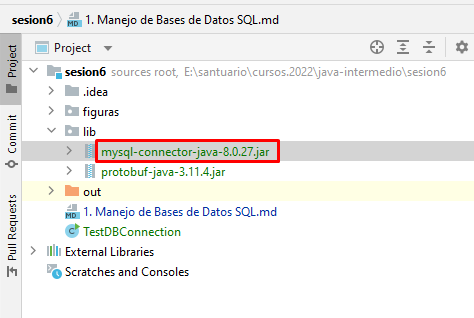 sesion6 > 1. Manejo de Bases de Datos SQL.md
Project
Project
Commit
Pull Requests
sesion6 sources root, E:\santuario\cursos.2022\java-intermedio\sesion6
.idea
figuras
lib
mysql-connector-java-8.0.27.jar
protobuf-java-3.11.4.jar
out
MD 1. Manejo de Bases de Datos SQL.md
TestDBConnection
External Libraries
Scratches and Consoles